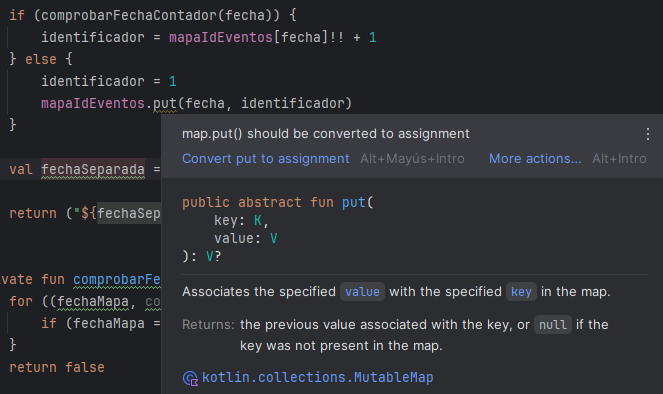 if (comprobarFechaContador(fecha)) {
identificador = mapaIdEventos[fecha]!! + 1
} else {
identificador = 1
mapaIdEventos.put(fecha, identificador)
}
map.put() should be converted to assignment
Convert put to assignment Alt+Mayús+Intro More actions... Alt+Intro
val fechaSeparada =
public abstract fun put(
key: K,
value: V
): V?
return ("${fechaSep
vate fun comprobarFe
for ((fechaMapa, co
if (fechaMapa =
}
return false
Associates the specified value with the specified key in the map.
Returns: the previous value associated with the key, or null if the
key was not present in the map.
kotlin.collections.MutableMap